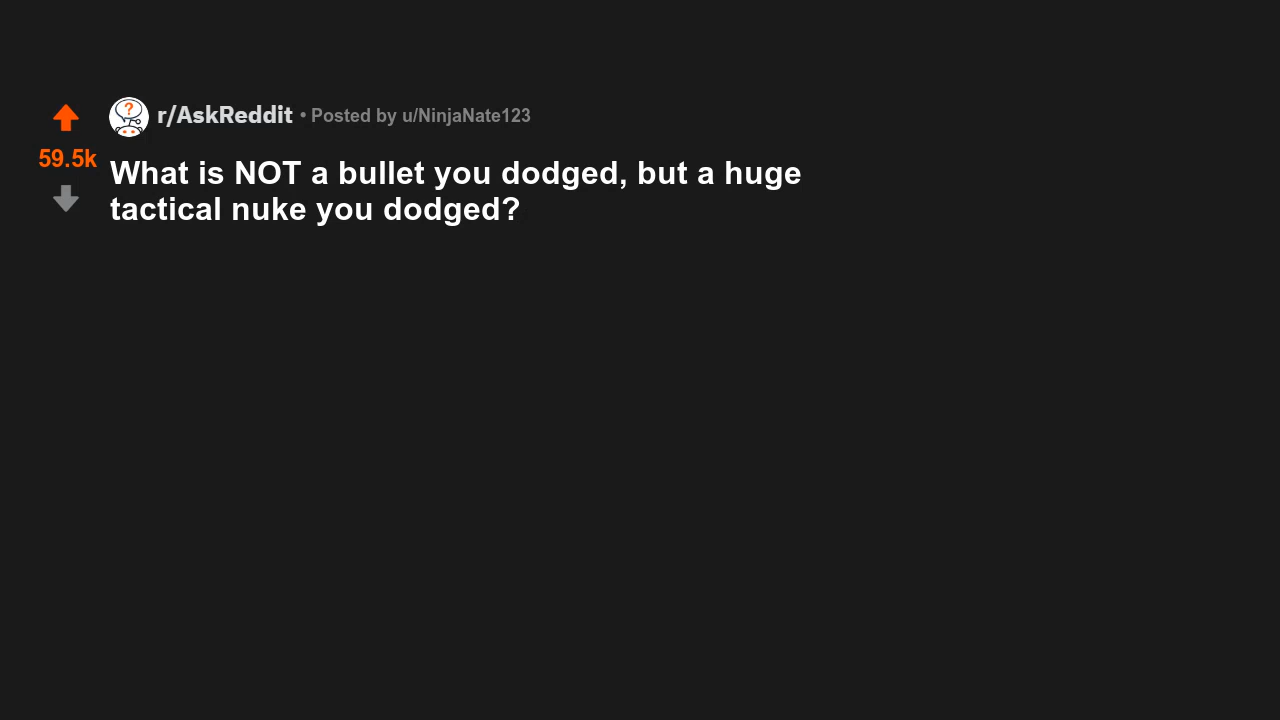 r/AskReddit • Posted by u/NinjaNate123
59.5k
What is NOT a bullet you dodged, but a huge
tactical nuke you dodged?